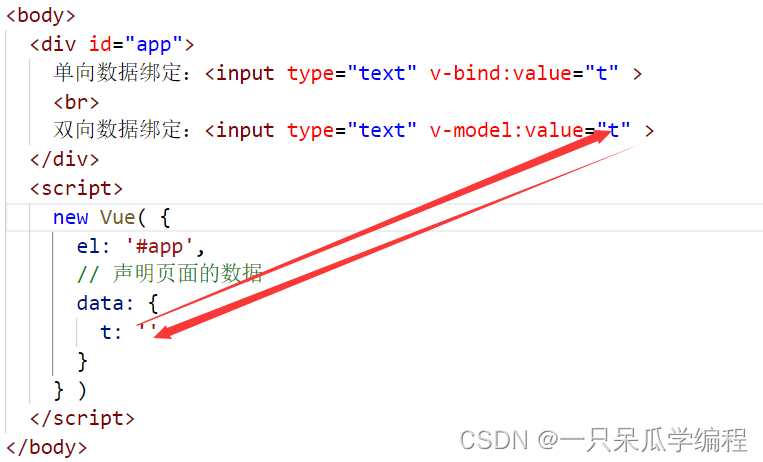 <body>
<div id="app">
单向数据绑定：<input type="text" v-bind:value="t" >
<br>
双向数据绑定：<input type="text" v-model:value="t" >
</div>
<script>
new Vue( {
el: '#app',
// 声明页面的数据
data: {
t: ''
}
} )
</script>
</body>
CSDN @一只呆瓜学编程